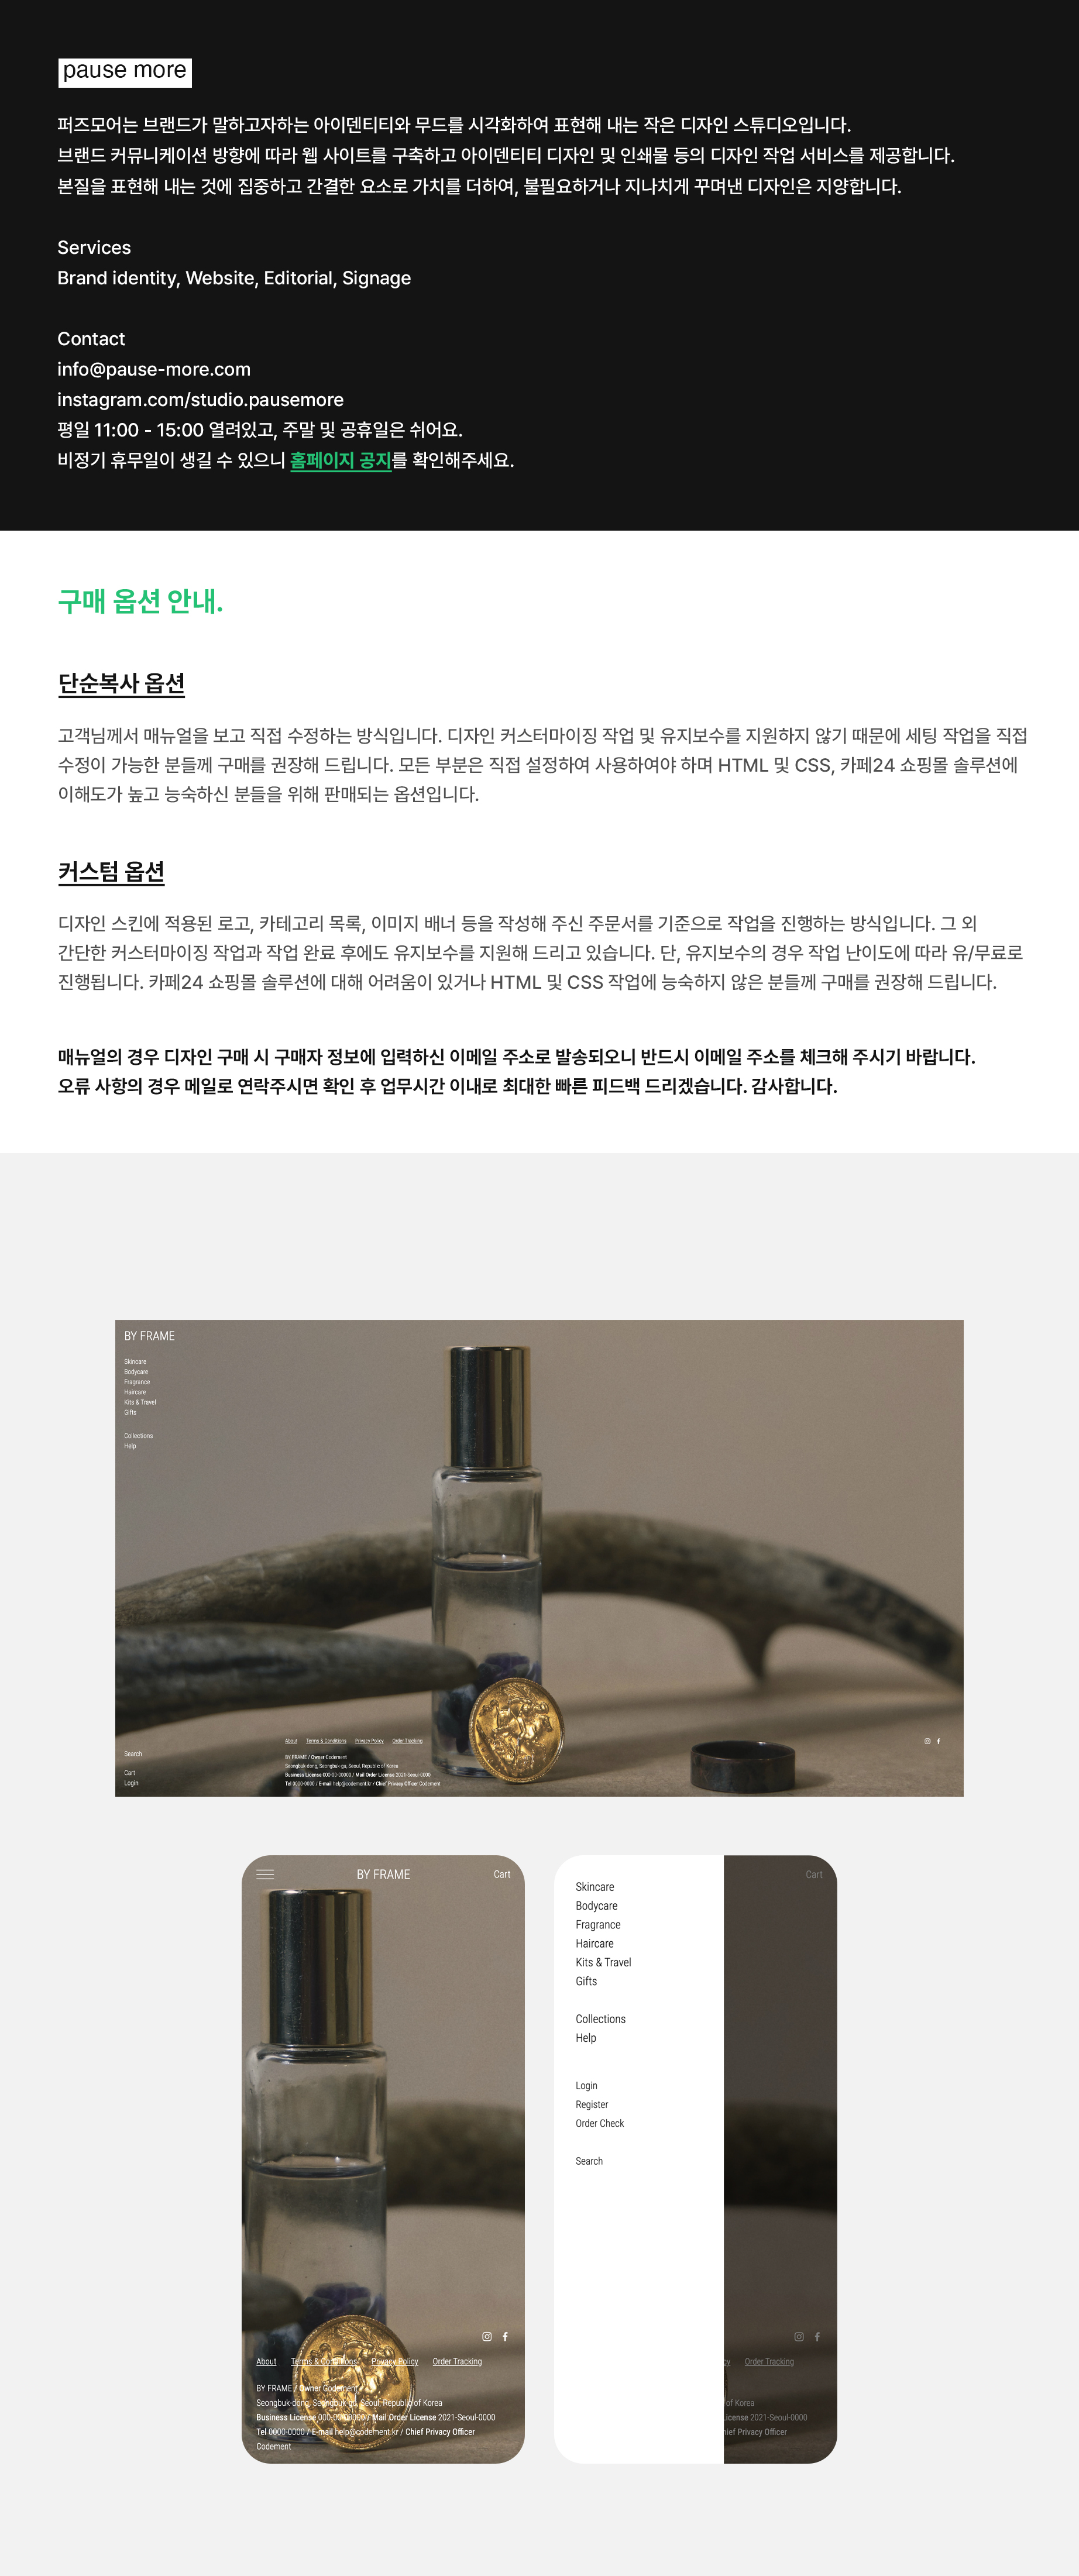 pause more
퍼즈모어는 브랜드가 말하고자하는 아이덴티티와 무드를 시각화하여 표현해 내는 작은 디자인 스튜디오입니다.
브랜드 커뮤니케이션 방향에 따라 웹 사이트를 구축하고 아이덴티티 디자인 및 인쇄물 등의 디자인 작업 서비스를 제공합니다.
본질을 표현해 내는 것에 집중하고 간결한 요소로 가치를 더하여, 불필요하거나 지나치게 꾸며낸 디자인은 지양합니다.
Services
Brand identity, Website, Editorial, Signage
Contact
info@pause-more.com
instagram.com/studio.pausemore
평일 11:00 - 15:00 열려있고, 주말 및 공휴일은 쉬어요.
비정기 휴무일이 생길 수 있으니 홈페이지 공지를 확인해주세요.
구매 옵션 안내.
단순복사 옵션
고객님께서 매뉴얼을 보고 직접 수정하는 방식입니다. 디자인 커스터마이징 작업 및 유지보수를 지원하지 않기 때문에 세팅 작업을 직접
수정이 가능한 분들께 구매를 권장해 드립니다. 모든 부분은 직접 설정하여 사용하여야 하며 HTML 및 CSS, 카페24 쇼핑몰 솔루션에
이해도가 높고 능숙하신 분들을 위해 판매되는 옵션입니다.
커스텀 옵션
디자인 스킨에 적용된 로고, 카테고리 목록, 이미지 배너 등을 작성해 주신 주문서를 기준으로 작업을 진행하는 방식입니다. 그 외
간단한 커스터마이징 작업과 작업 완료 후에도 유지보수를 지원해 드리고 있습니다. 단, 유지보수의 경우 작업 난이도에 따라 유/무료로
진행됩니다. 카페24 쇼핑몰 솔루션에 대해 어려움이 있거나 HTML 및 CSS 작업에 능숙하지 않은 분들께 구매를 권장해 드립니다.
매뉴얼의 경우 디자인 구매 시 구매자 정보에 입력하신 이메일 주소로 발송되오니 반드시 이메일 주소를 체크해 주시기 바랍니다.
오류 사항의 경우 메일로 연락주시면 확인 후 업무시간 이내로 최대한 빠른 피드백 드리겠습니다. 감사합니다.
BY FRAME
Skincare
Bodycare
Fragrance
Haircare
Kits & Travel
Gifts
Collections
Help
Search
Cart
Login
About Terms & Conditions Privacy Policy Order Tracking
BY FRAME / Owner Codement
Seongbuk-dong, Seongbuk-gu, Seoul, Republic of Korea
Business License 000-00-00000 / Mail Order License 2021-Seoul-0000
Tel 0000-0000 / E-mail help@codement.kr / Chief Privacy Officer Codement
BY FRAME
Cart
About Terms & Conditions Privacy Policy Order Tracking
BY FRAME / Owner Codement
Seongbuk-dong, Seongbuk-gu, Seoul, Republic of Korea
Business License 000-00-00000 / Mail Order License 2021-Seoul-0000
Tel 0000-0000 / E-mail help@codement.kr / Chief Privacy Officer
Codement
Cart
Skincare
Bodycare
Fragrance
Haircare
Kits & Travel
Gifts
Collections
Help
Login
Register
Order Check
Search
cy Order Tracking
of Korea
License 2021-Seoul-0000
hief Privacy Officer